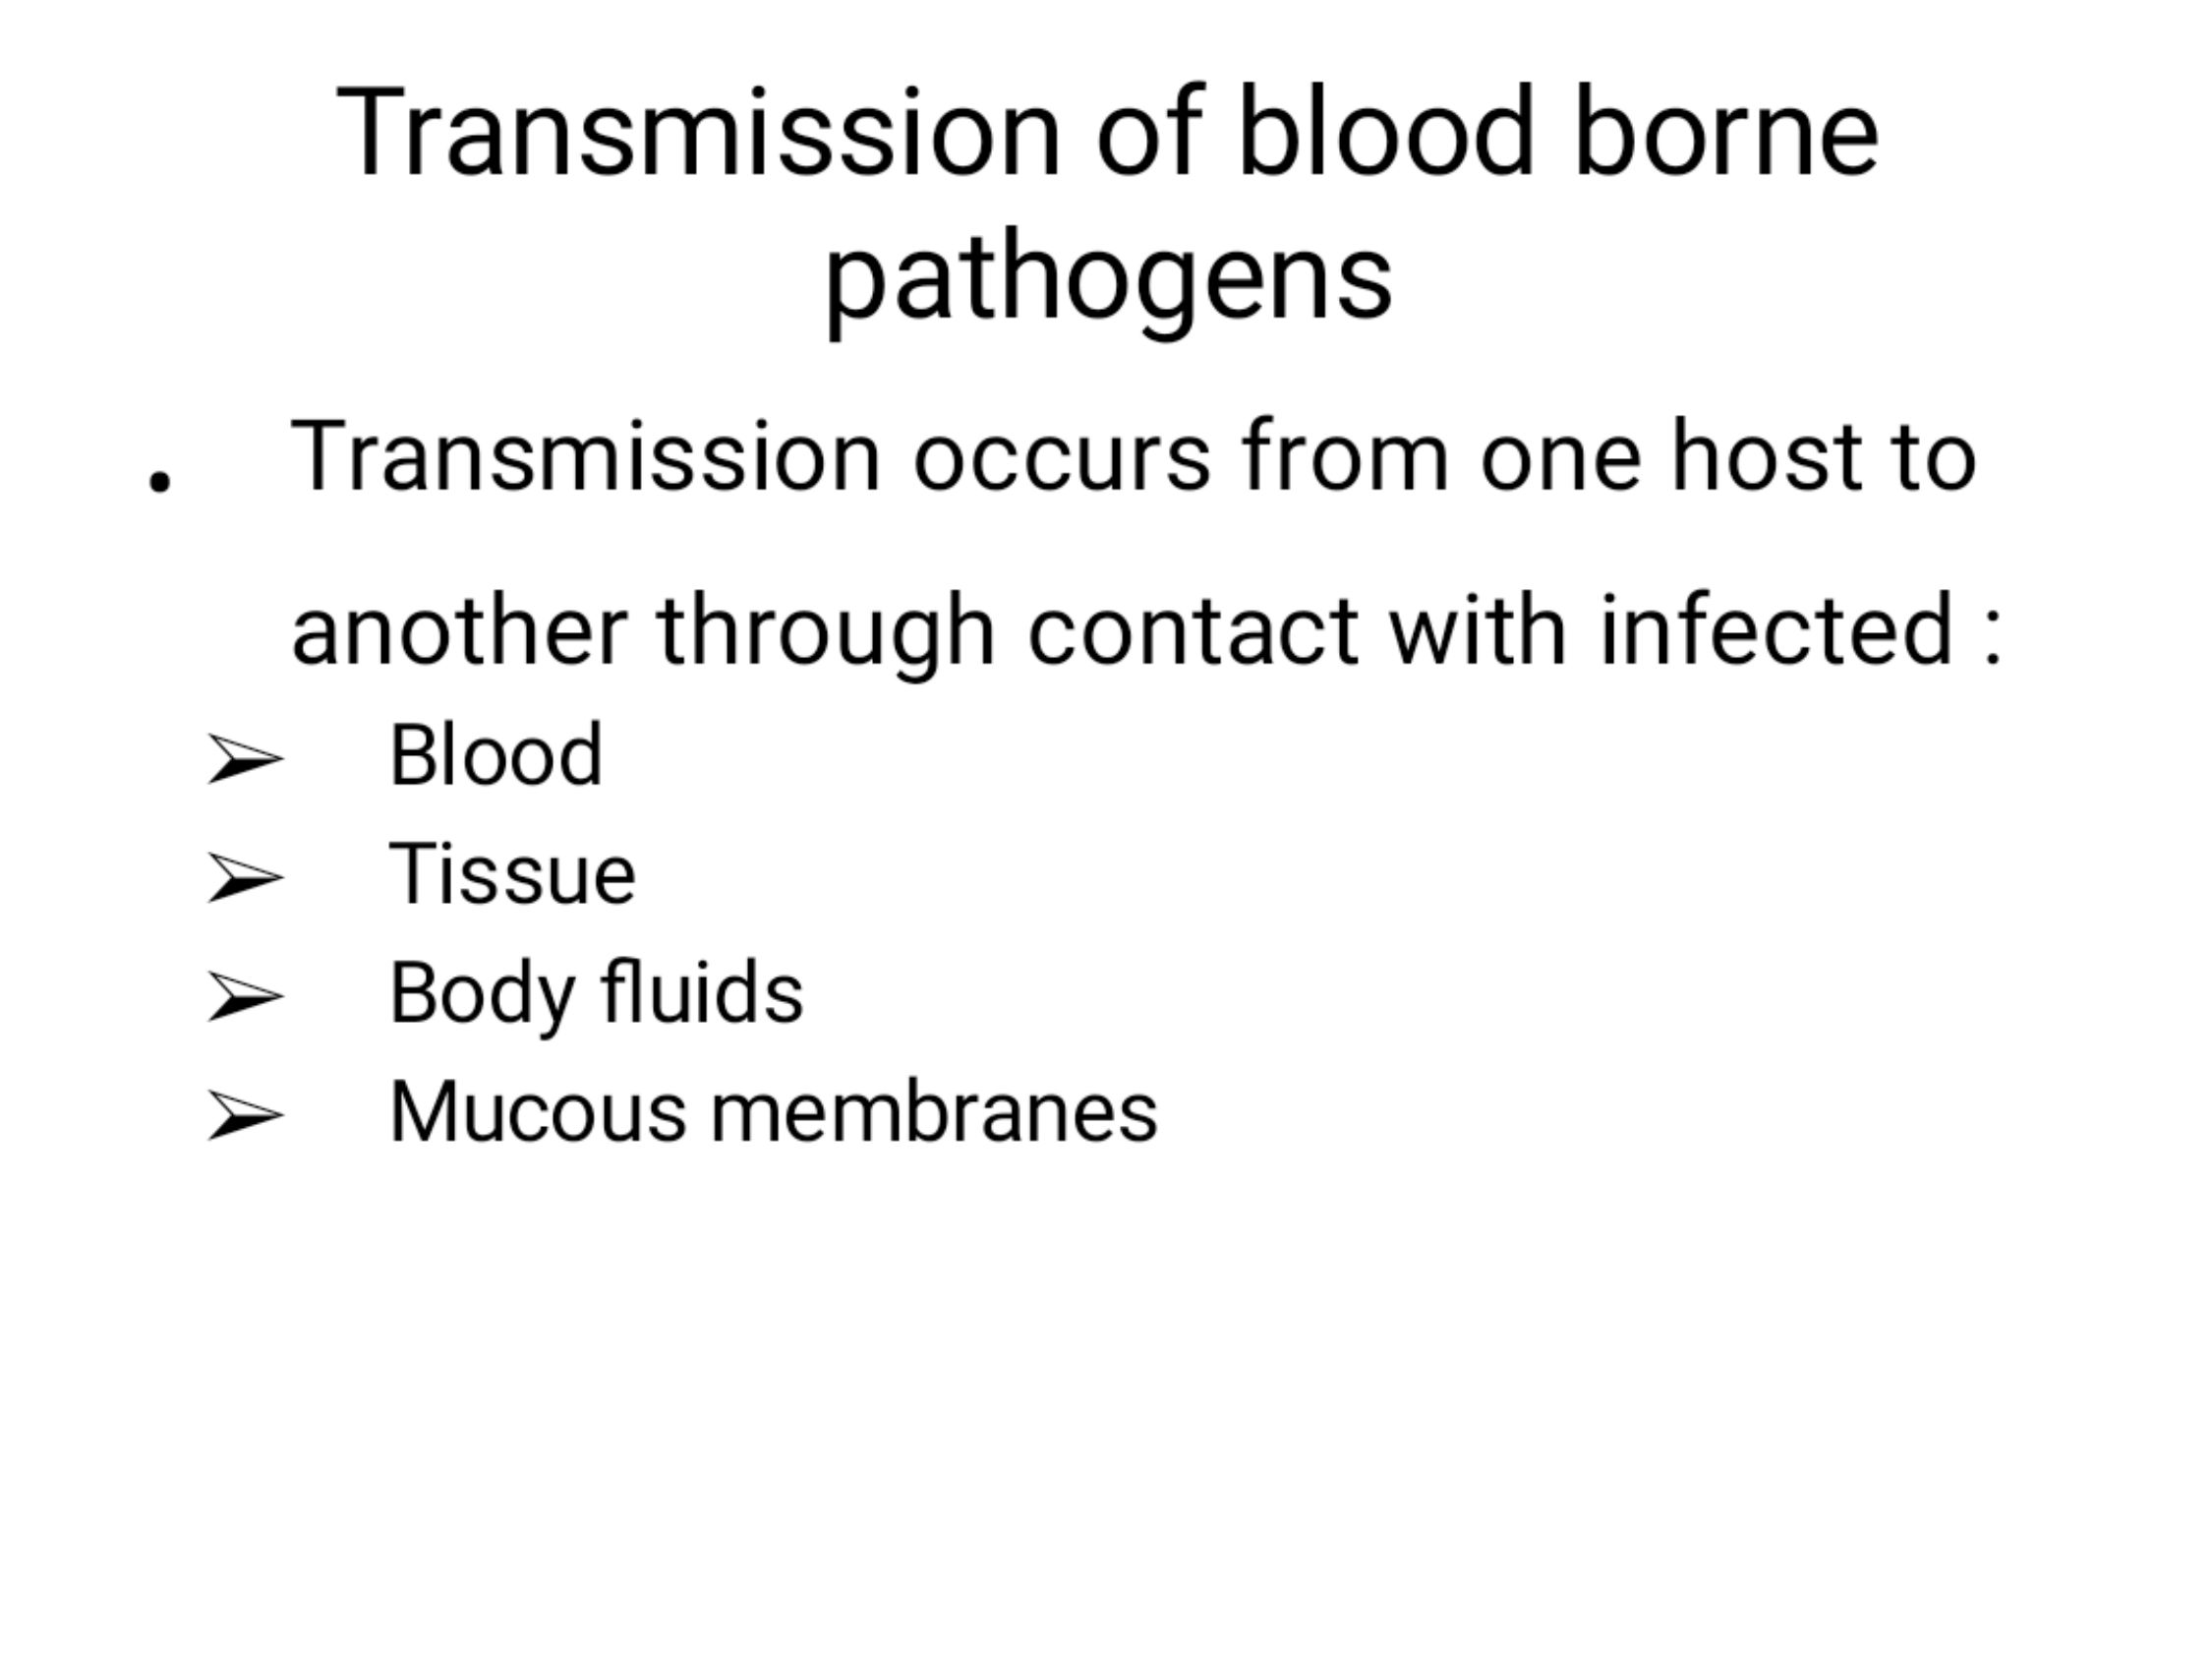 Transmission of blood borne
pathogens
• Transmission occurs from one host to
another through contact with infected :
➢ Blood
➢ Tissue
➢ Body fluids
➢ Mucous membranes